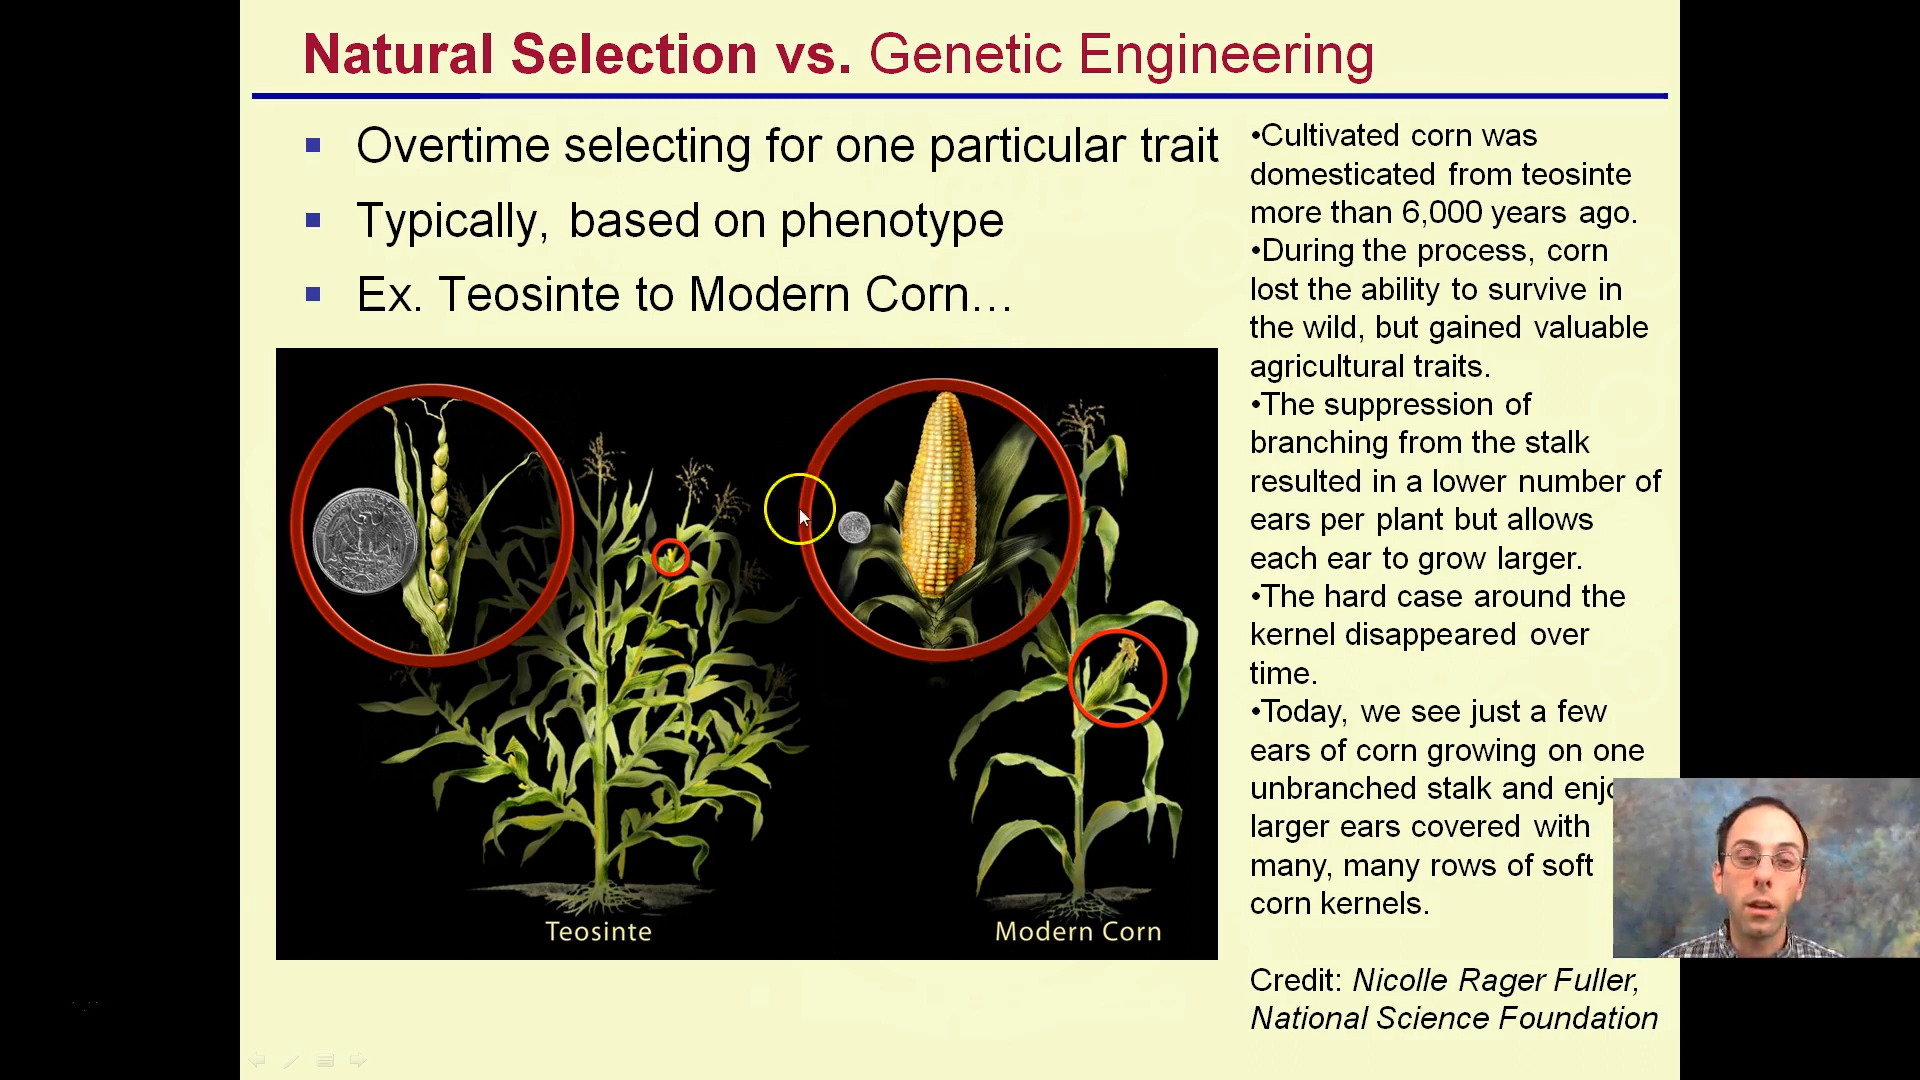 Natural Selection vs. Genetic Engineering
▪ Overtime selecting for one particular trait
▪ Typically, based on phenotype
▪ Ex. Teosinte to Modern Corn…
Teosinte
Modern Corn
•Cultivated corn was
domesticated from teosinte
more than 6,000 years ago.
•During the process, corn
lost the ability to survive in
the wild, but gained valuable
agricultural traits.
•The suppression of
branching from the stalk
resulted in a lower number of
ears per plant but allows
each ear to grow larger.
•The hard case around the
kernel disappeared over
time.
•Today, we see just a few
ears of corn growing on one
unbranched stalk and
larger ears covered with
many, many rows of soft
corn kernels.
Credit: Nicolle Rager Fuller,
National Science Foundation